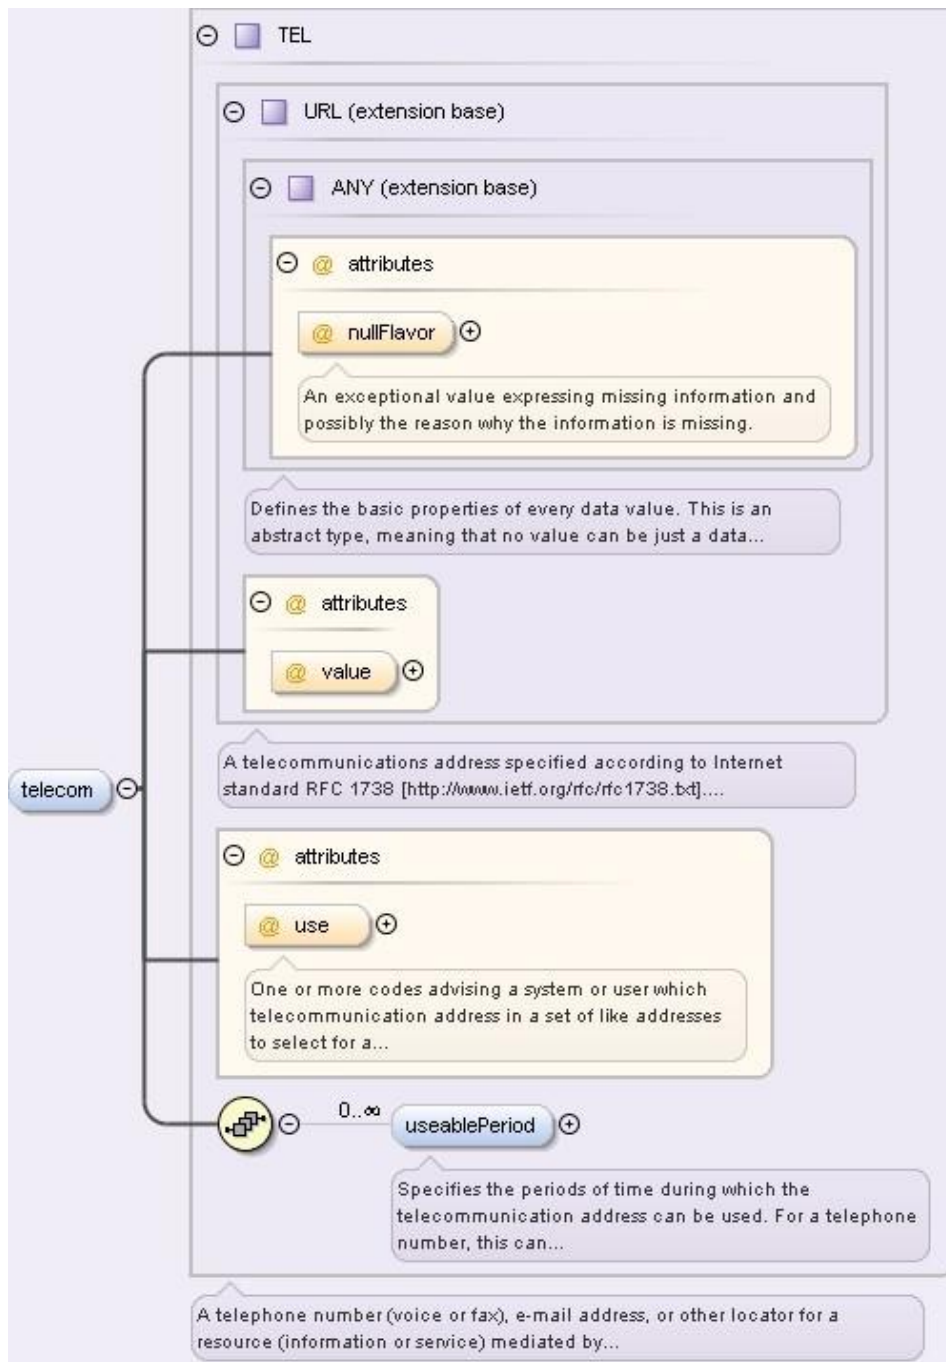 TEL
URL (extension base)
ANY (extension base)
@ attributes
@ nullFlavor
An exceptional value expressing missing information and
possibly the reason why the information is missing.
Defines the basic properties of every data value. This is an
abstract type, meaning that no value can be just a data...
@ attributes
@ value
A telecommunications address specified according to Internet
standard RFC 1738 [http://www.ietf.org/rfc/rfc1738.txt]....
telecom
@ attributes
@ use
One or more codes advising a system or user which
telecommunication address in a set of like addresses
to select for a...
0..∞
useablePeriod
Specifies the periods of time during which the
telecommunication address can be used. For a telephone
number, this can...
A telephone number (voice or fax), e-mail address, or other locator for a
resource (information or service) mediated by...